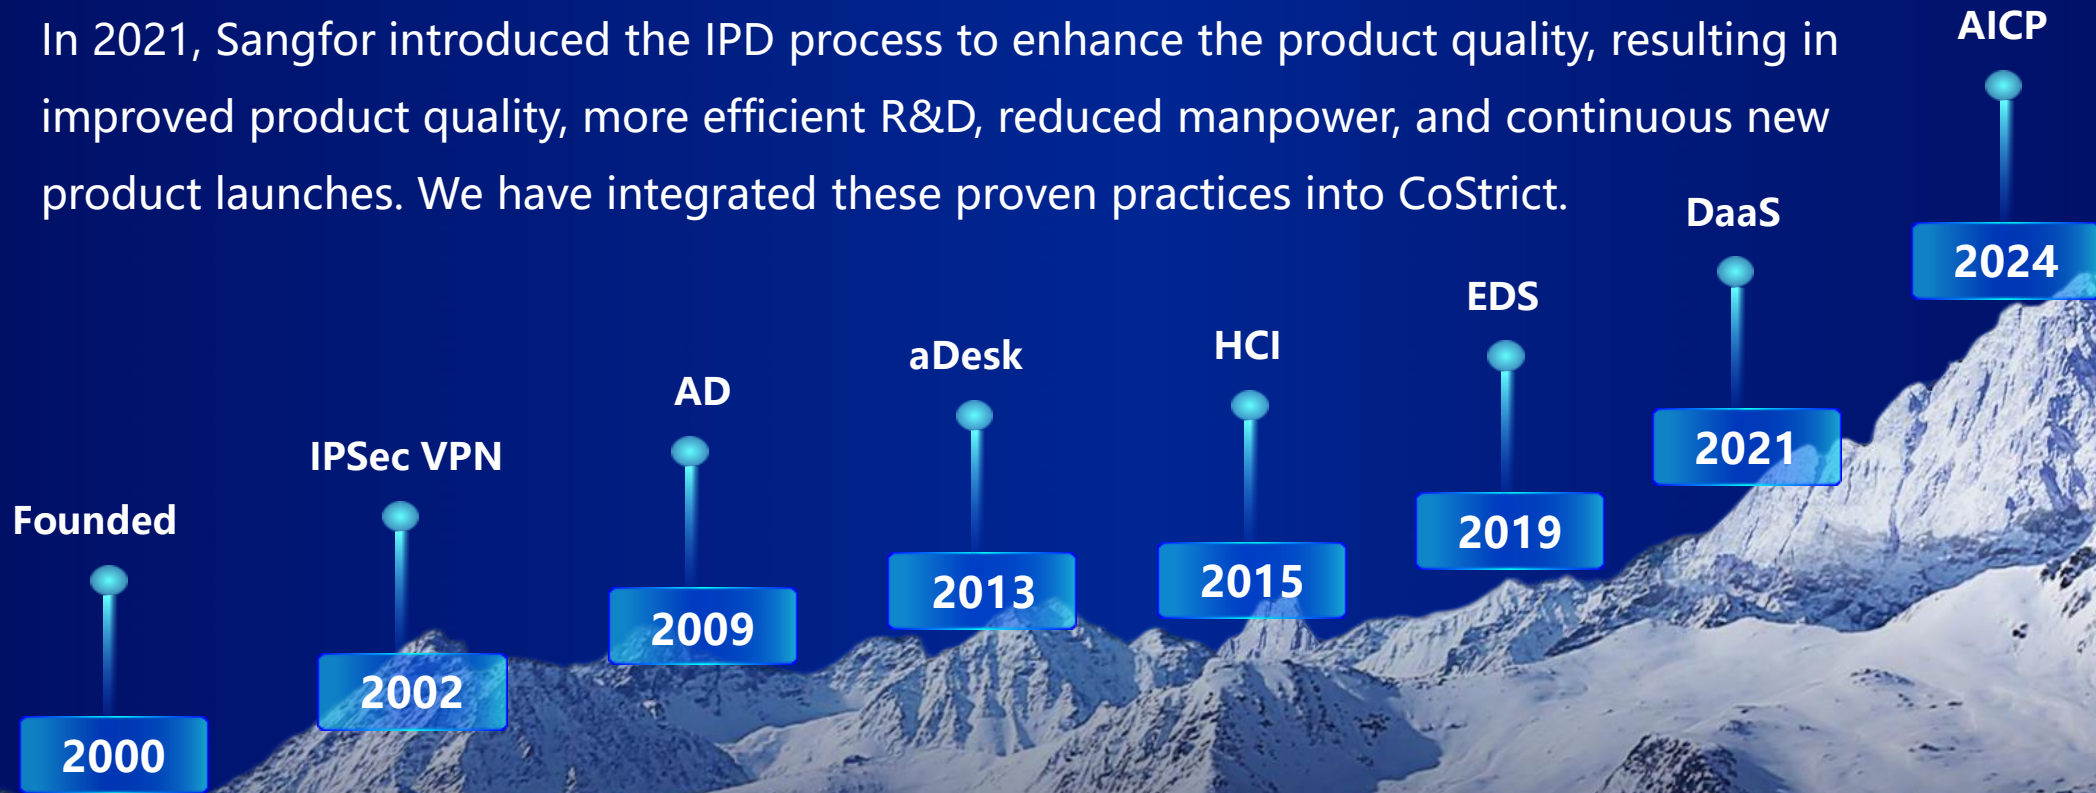 In 2021, Sangfor introduced the IPD process to enhance the product quality, resulting in
improved product quality, more efficient R&D, reduced manpower, and continuous new
product launches. We have integrated these proven practices into CoStrict.
Founded
2000
IPSec VPN
2002
AD
2009
aDesk
2013
HCI
2015
EDS
2019
DaaS
2021
AICP
2024